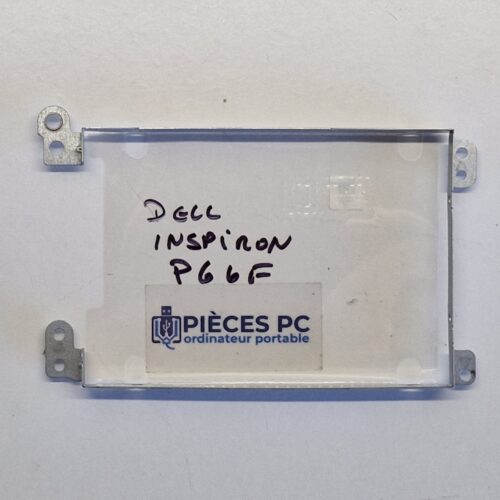 DELL
INSPIRON
P66F
PIÈCES PC
ordinateur portable